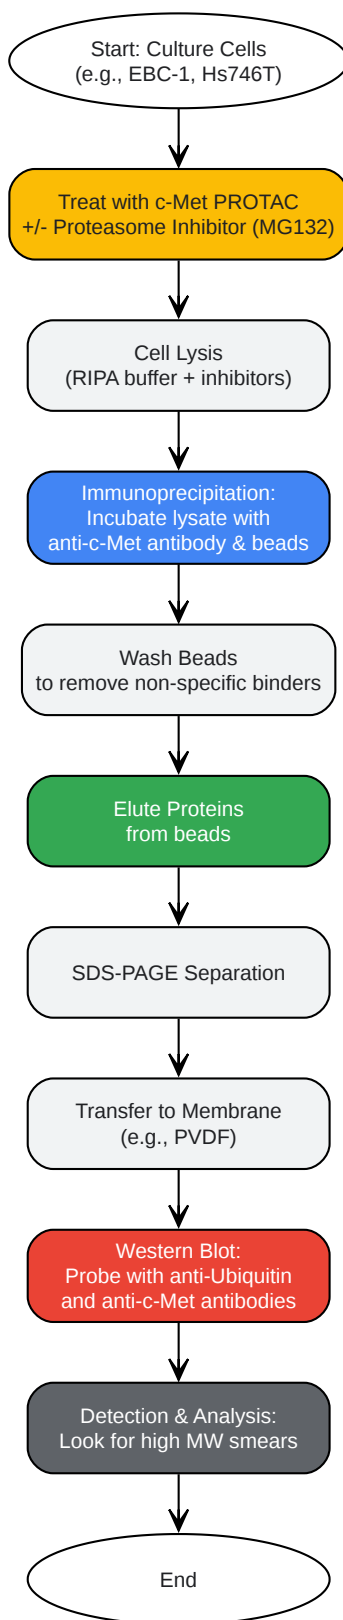 Start: Culture Cells
(e.g., EBC-1, Hs746T)
Treat with c-Met PROTAC
+/- Proteasome Inhibitor (MG132)
Cell Lysis
(RIPA buffer + inhibitors)
Immunoprecipitation:
Incubate lysate with
anti-c-Met antibody & beads
Wash Beads
to remove non-specific binders
Elute Proteins
from beads
SDS-PAGE Separation
Transfer to Membrane
(e.g., PVDF)
Western Blot:
Probe with anti-Ubiquitin
and anti-c-Met antibodies
Detection & Analysis:
Look for high MW smears
End